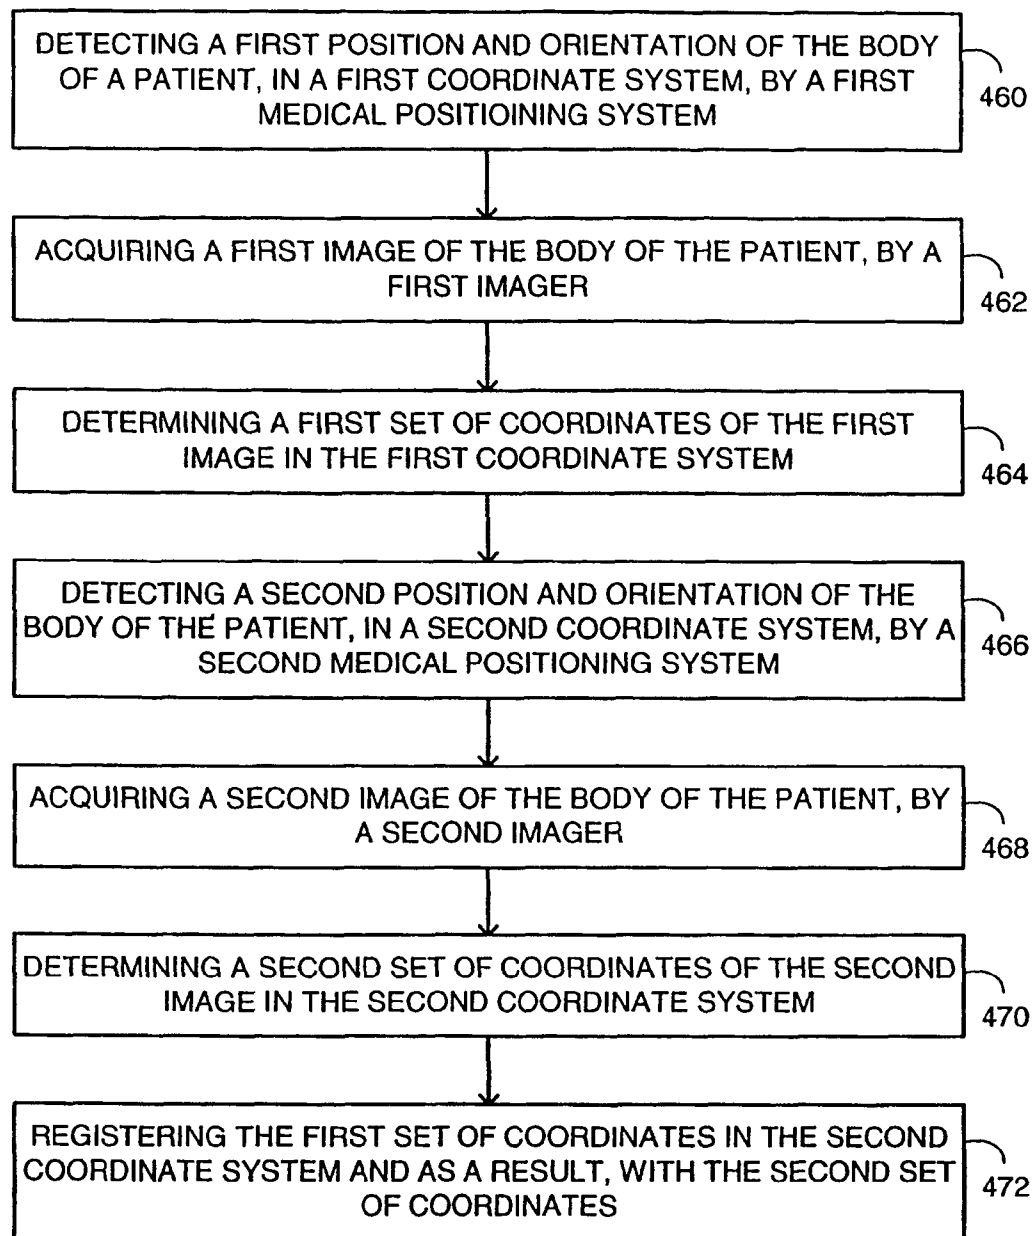 DETECTING A FIRST POSITION AND ORIENTATION OF THE BODY
OF A PATIENT, IN A FIRST COORDINATE SYSTEM, BY A FIRST
MEDICAL POSITIOINING SYSTEM
460
ACQUIRING A FIRST IMAGE OF THE BODY OF THE PATIENT, BY A
FIRST IMAGER
462
DETERMINING A FIRST SET OF COORDINATES OF THE FIRST
IMAGE IN THE FIRST COORDINATE SYSTEM
464
DETECTING A SECOND POSITION AND ORIENTATION OF THE
BODY OF THE PATIENT, IN A SECOND COORDINATE SYSTEM, BY A
SECOND MEDICAL POSITIONING SYSTEM
466
ACQUIRING A SECOND IMAGE OF THE BODY OF THE PATIENT, BY
A SECOND IMAGER
468
DETERMINING A SECOND SET OF COORDINATES OF THE SECOND
IMAGE IN THE SECOND COORDINATE SYSTEM
470
REGISTERING THE FIRST SET OF COORDINATES IN THE SECOND
COORDINATE SYSTEM AND AS A RESULT, WITH THE SECOND SET
OF COORDINATES
472